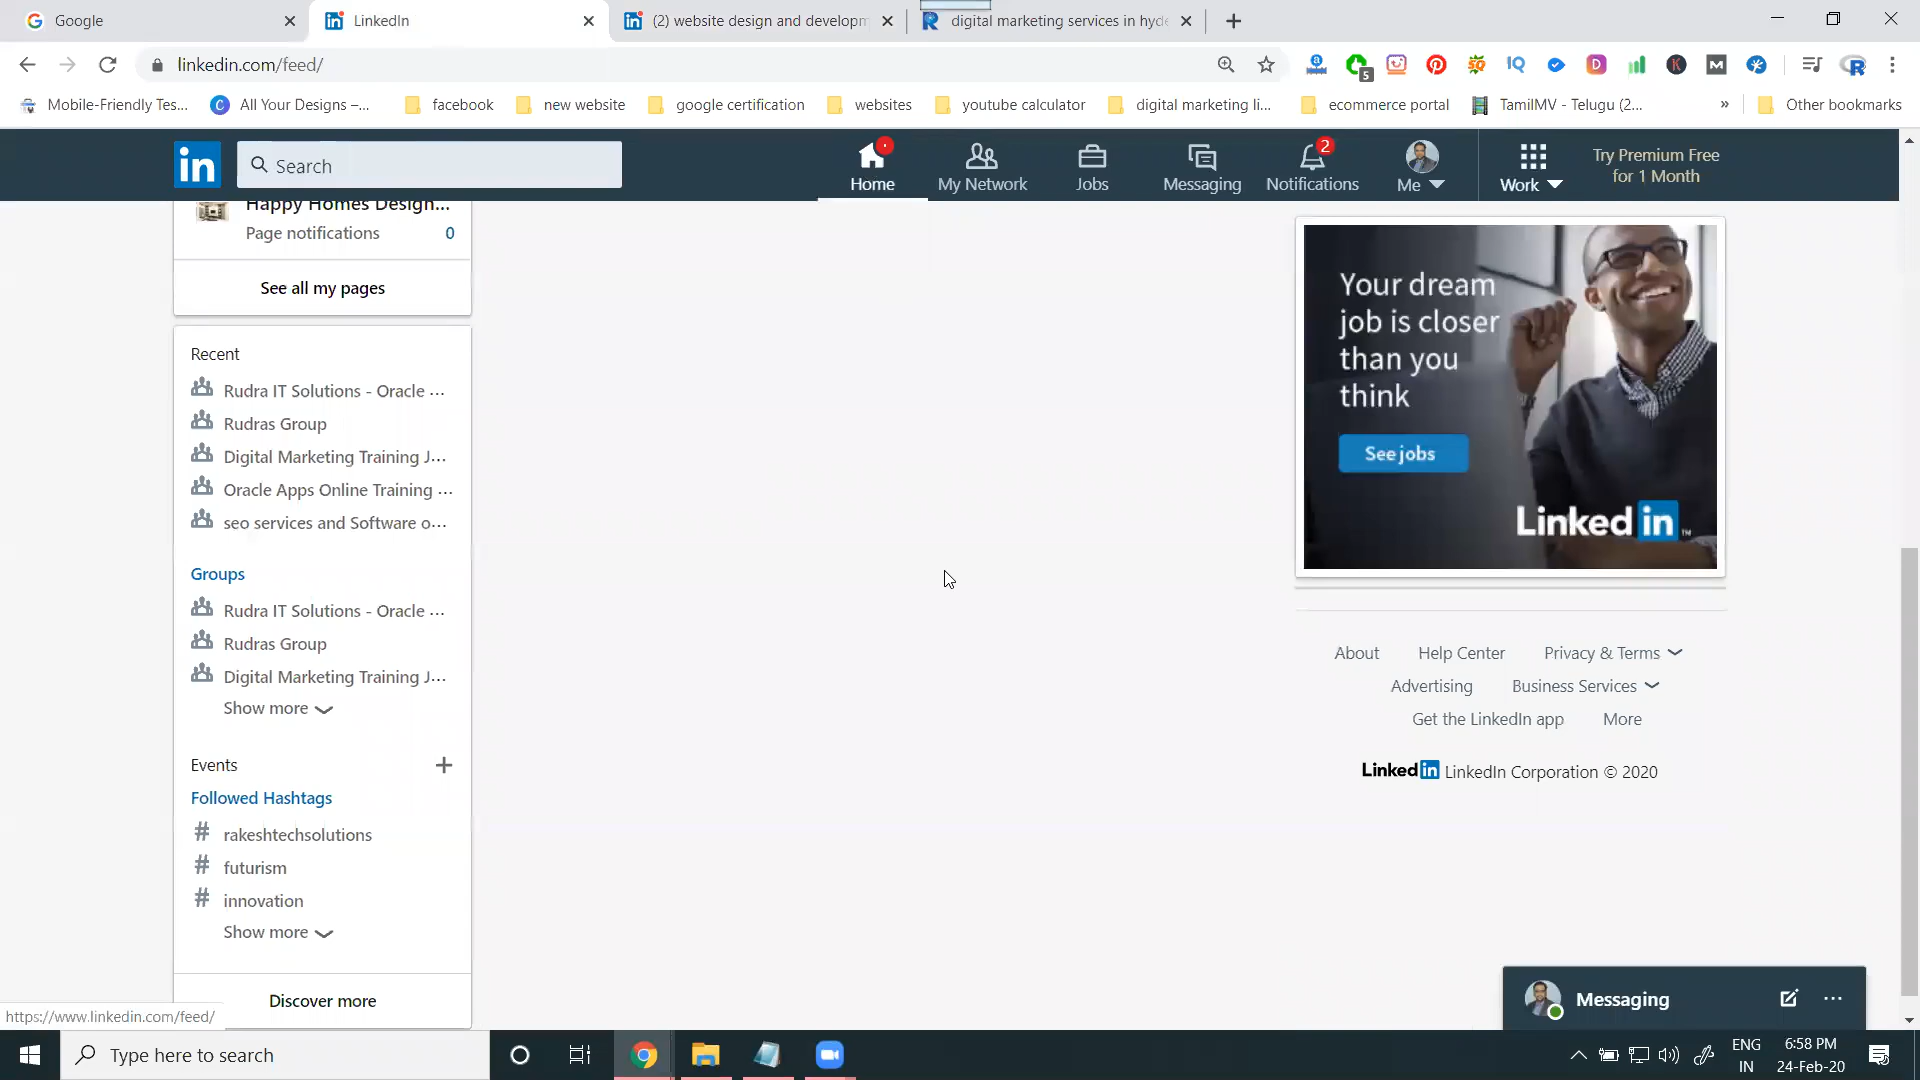 Google
LinkedIn
(2) website design and developm
digital marketing services in hyde
linkedin.com/feed/
5
Mobile-Friendly Tes...
All Your Designs –...
facebook
new website
google certification
websites
youtube calculator
digital marketing li...
ecommerce portal
TamilMV - Telugu (2...
»
Other bookmarks
in
Search
Home
My Network
Jobs
Messaging
2
Notifications
Me
Work
Try Premium Free
for 1 Month
Happy Homes Design...
Page notifications 0
See all my pages
Recent
Rudra IT Solutions - Oracle ...
Rudras Group
Digital Marketing Training J...
Oracle Apps Online Training ...
seo services and Software o...
Groups
Rudra IT Solutions - Oracle ...
Rudras Group
Digital Marketing Training J...
Show more
Events +
Followed Hashtags
# rakeshtechsolutions
# futurism
# innovation
Show more
Discover more
Your dream
job is closer
than you
think
See jobs
Linked in ™
About Help Center Privacy & Terms
Advertising Business Services
Get the LinkedIn app More
Linked in LinkedIn Corporation © 2020
Messaging
https://www.linkedin.com/feed/
Type here to search
ENG
IN
6:58 PM
24-Feb-20